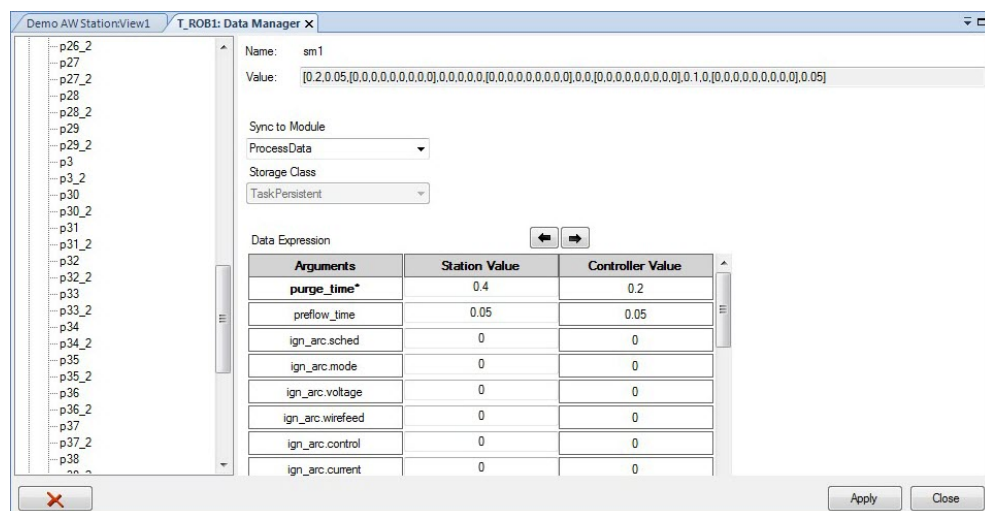 Demo AW Station:View1
T_ROB1: Data Manager
p26_2
p27
p27_2
p28
p28_2
p29
p29_2
p3
p3_2
p30
p30_2
p31
p31_2
p32
p32_2
p33
p33_2
p34
p34_2
p35
p35_2
p36
p36_2
p37
p37_2
p38
Name: sm1
Value: [0.2,0.05,[0,0,0,0,0,0,0,0,0],0,0,0,0,0,[0,0,0,0,0,0,0,0,0],0,0,[0,0,0,0,0,0,0,0,0],0.1,0,[0,0,0,0,0,0,0,0,0],0.05]
Sync to Module
ProcessData
Storage Class
TaskPersistent
Data Expression
Arguments Station Value Controller Value
purge_time* 0.4 0.2
preflow_time 0.05 0.05
ign_arc.sched 0 0
ign_arc.mode 0 0
ign_arc.voltage 0 0
ign_arc.wirefeed 0 0
ign_arc.control 0 0
ign_arc.current 0 0
Apply Close